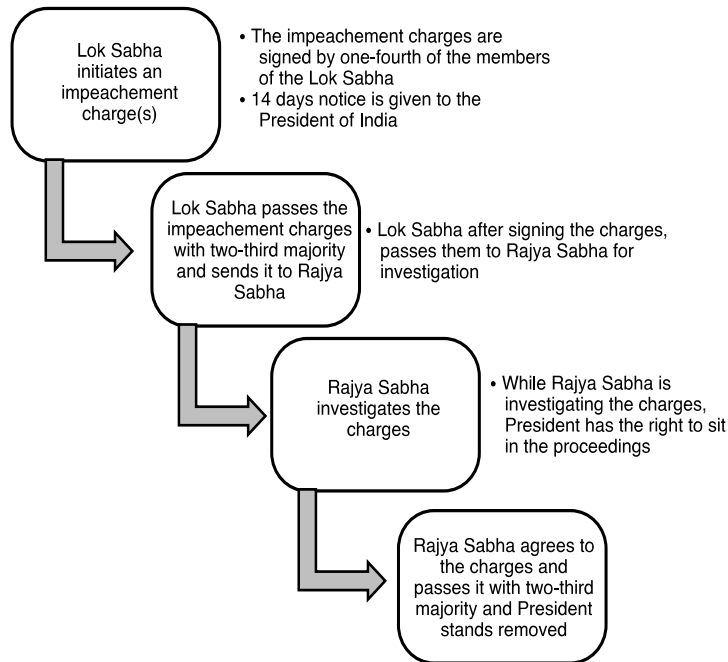 Lok Sabha
initiates an
impeachement
charge(s)
• The impeachement charges are
signed by one-fourth of the members
of the Lok Sabha
• 14 days notice is given to the
President of India
Lok Sabha passes the
impeachement charges
with two-third majority
and sends it to Rajya
Sabha
• Lok Sabha after signing the charges,
passes them to Rajya Sabha for
investigation
Rajya Sabha
investigates the
charges
• While Rajya Sabha is
investigating the charges,
President has the right to sit
in the proceedings
Rajya Sabha agrees to
the charges and
passes it with two-third
majority and President
stands removed